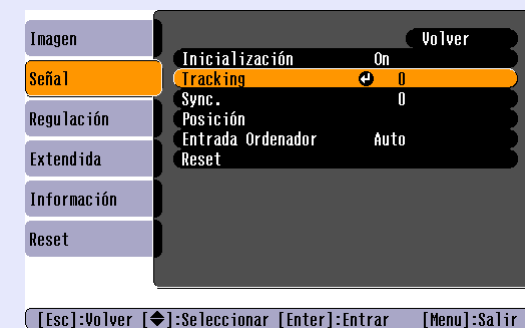 Imagen
Señal
Regulación
Extendida
Información
Reset
Volver
Inicialización On
Tracking 0
Sync. 0
Posición
Entrada Ordenador Auto
Reset
[Esc]:Volver [◆]:Seleccionar [Enter]:Entrar [Menu]:Salir